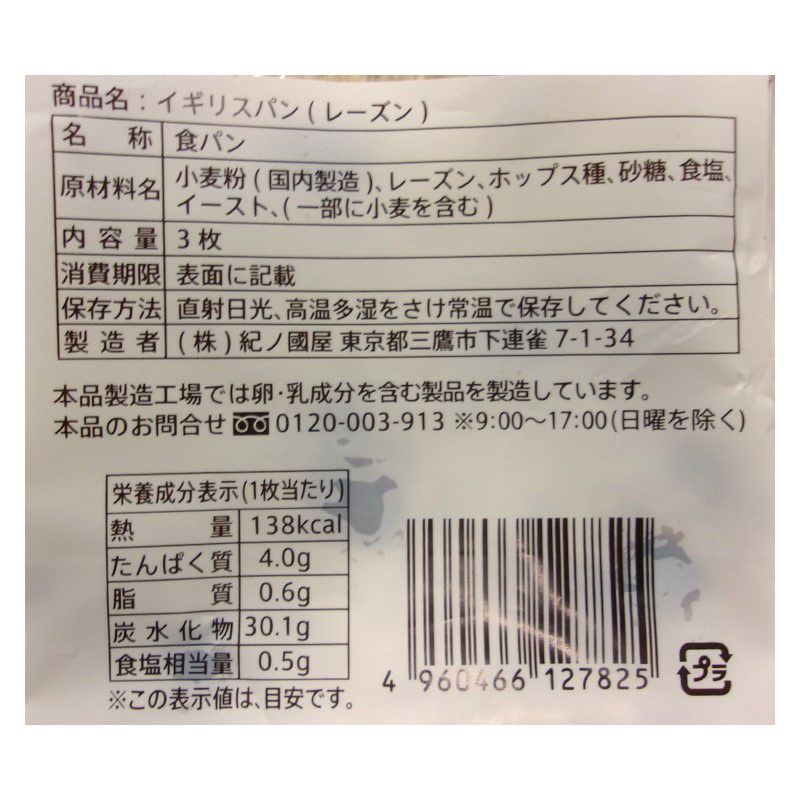 商品名：イギリスパン(レーズン)
名称 食パン
原材料名 小麦粉(国内製造)、レーズン、ホップス種、砂糖、食塩、
イースト、(一部に小麦を含む)
内容量 3枚
消費期限 表面に記載
保存方法 直射日光、高温多湿をさけ常温で保存してください。
製造者 (株)紀ノ國屋 東京都三鷹市下連雀 7-1-34
本品製造工場では卵・乳成分を含む製品を製造しています。
本品のお問合せ 0120-003-913 ※9:00〜17:00(日曜を除く)
栄養成分表示(1枚当たり)
熱量 138kcal
たんぱく質 4.0g
脂質 0.6g
炭水化物 30.1g
食塩相当量 0.5g
※この表示値は、目安です。
4 960466 127825
プラ